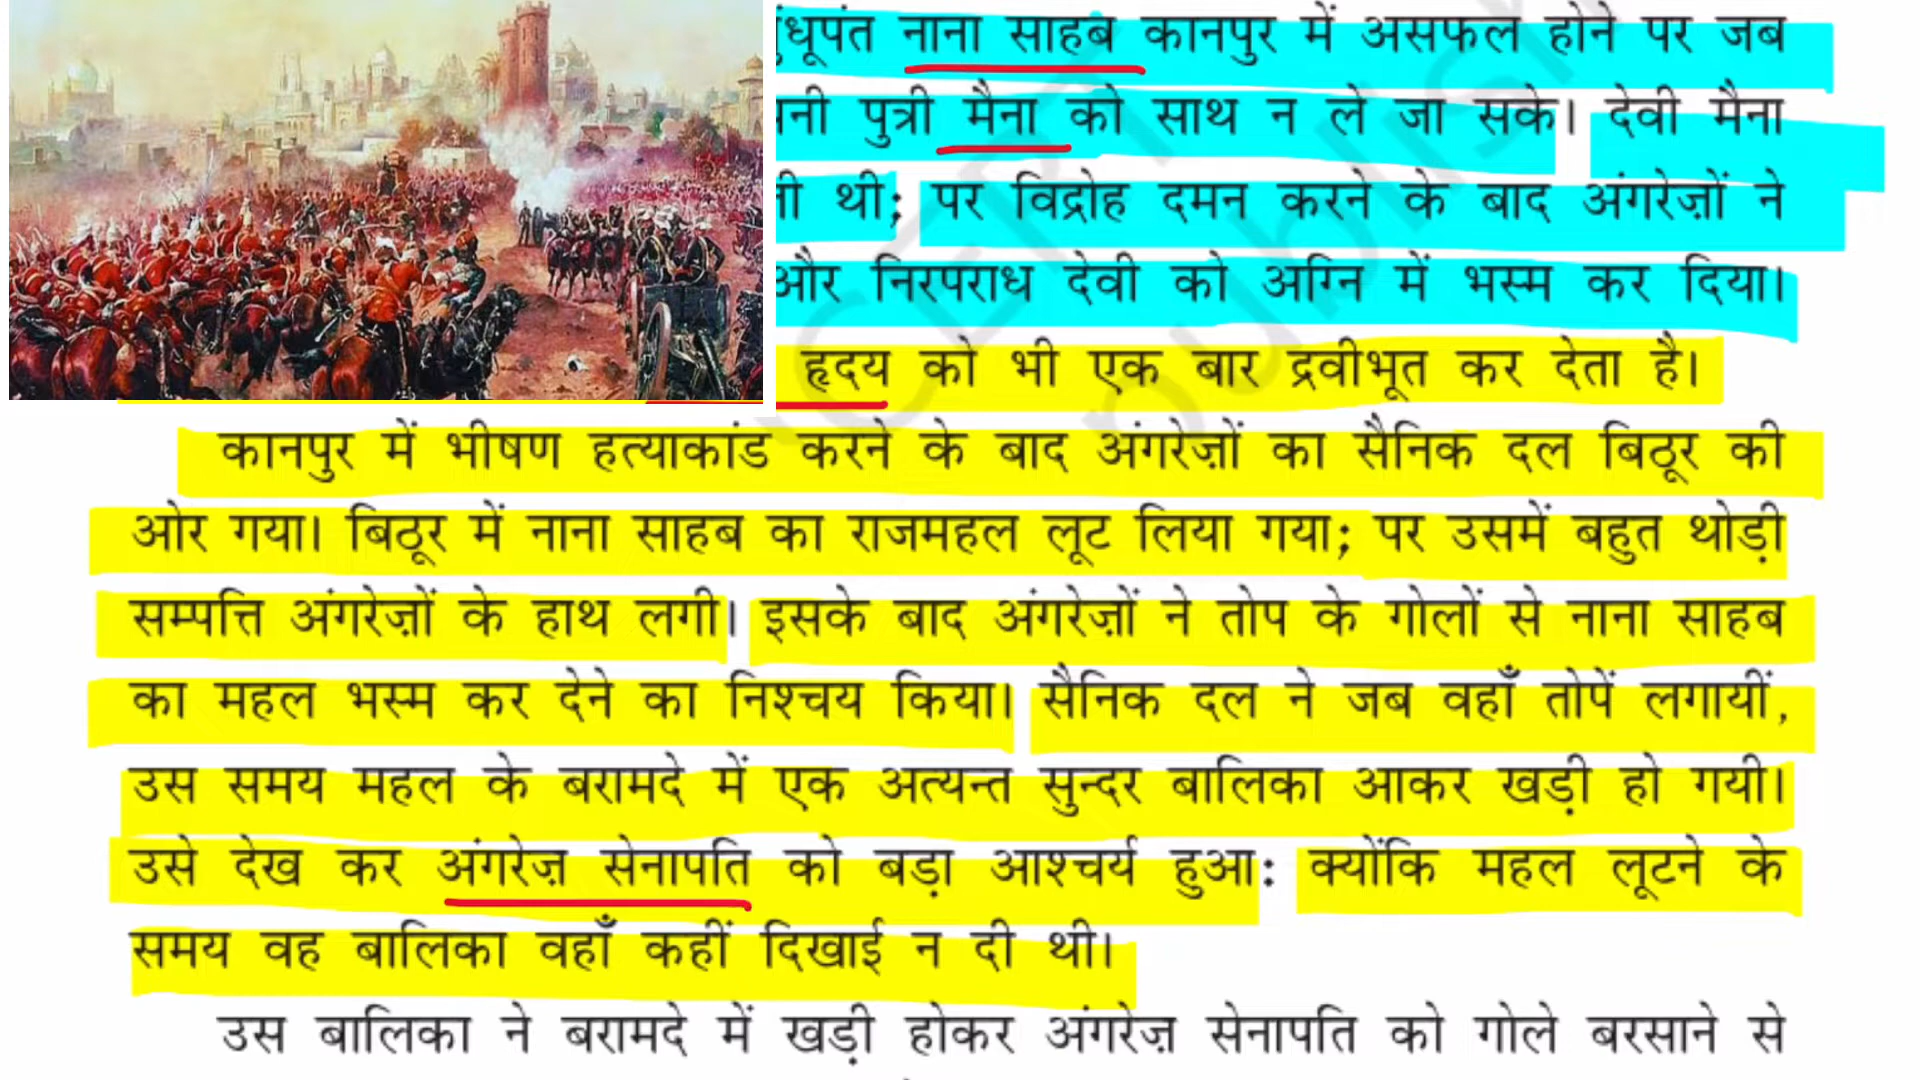 धूपंत नाना साहब कानपुर में असफल होने पर जब
पुत्री मैना को साथ न ले जा सके। देवी मैना
थी; पर विद्रोह दमन करने के बाद अंगरेज़ों ने
और निरपराध देवी को अग्नि में भस्म कर दिया।
हृदय को भी एक बार द्रवीभूत कर देता है।
कानपुर में भीषण हत्याकांड करने के बाद अंगरेज़ों का सैनिक दल बिठूर की
ओर गया। बिठूर में नाना साहब का राजमहल लूट लिया गया; पर उसमें बहुत थोड़ी
सम्पत्ति अंगरेज़ों के हाथ लगी। इसके बाद अंगरेज़ों ने तोप के गोलों से नाना साहब
का महल भस्म कर देने का निश्चय किया। सैनिक दल ने जब वहाँ तोपें लगायीं,
उस समय महल के बरामदे में एक अत्यन्त सुन्दर बालिका आकर खड़ी हो गयी।
उसे देख कर अंगरेज़ सेनापति को बड़ा आश्चर्य हुआ: क्योंकि महल लूटने के
समय वह बालिका वहाँ कहीं दिखाई न दी थी।
उस बालिका ने बरामदे में खड़ी होकर अंगरेज़ सेनापति को गोले बरसाने से